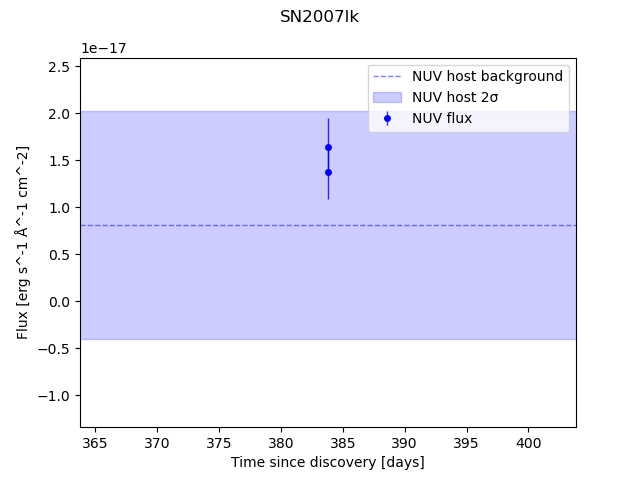 SN2007lk
1e−17
2.5
2.0
1.5
1.0
0.5
0.0
−0.5
−1.0
Flux [erg s^-1 Å^-1 cm^-2]
NUV host background
NUV host 2σ
NUV flux
365 370 375 380 385 390 395 400
Time since discovery [days]